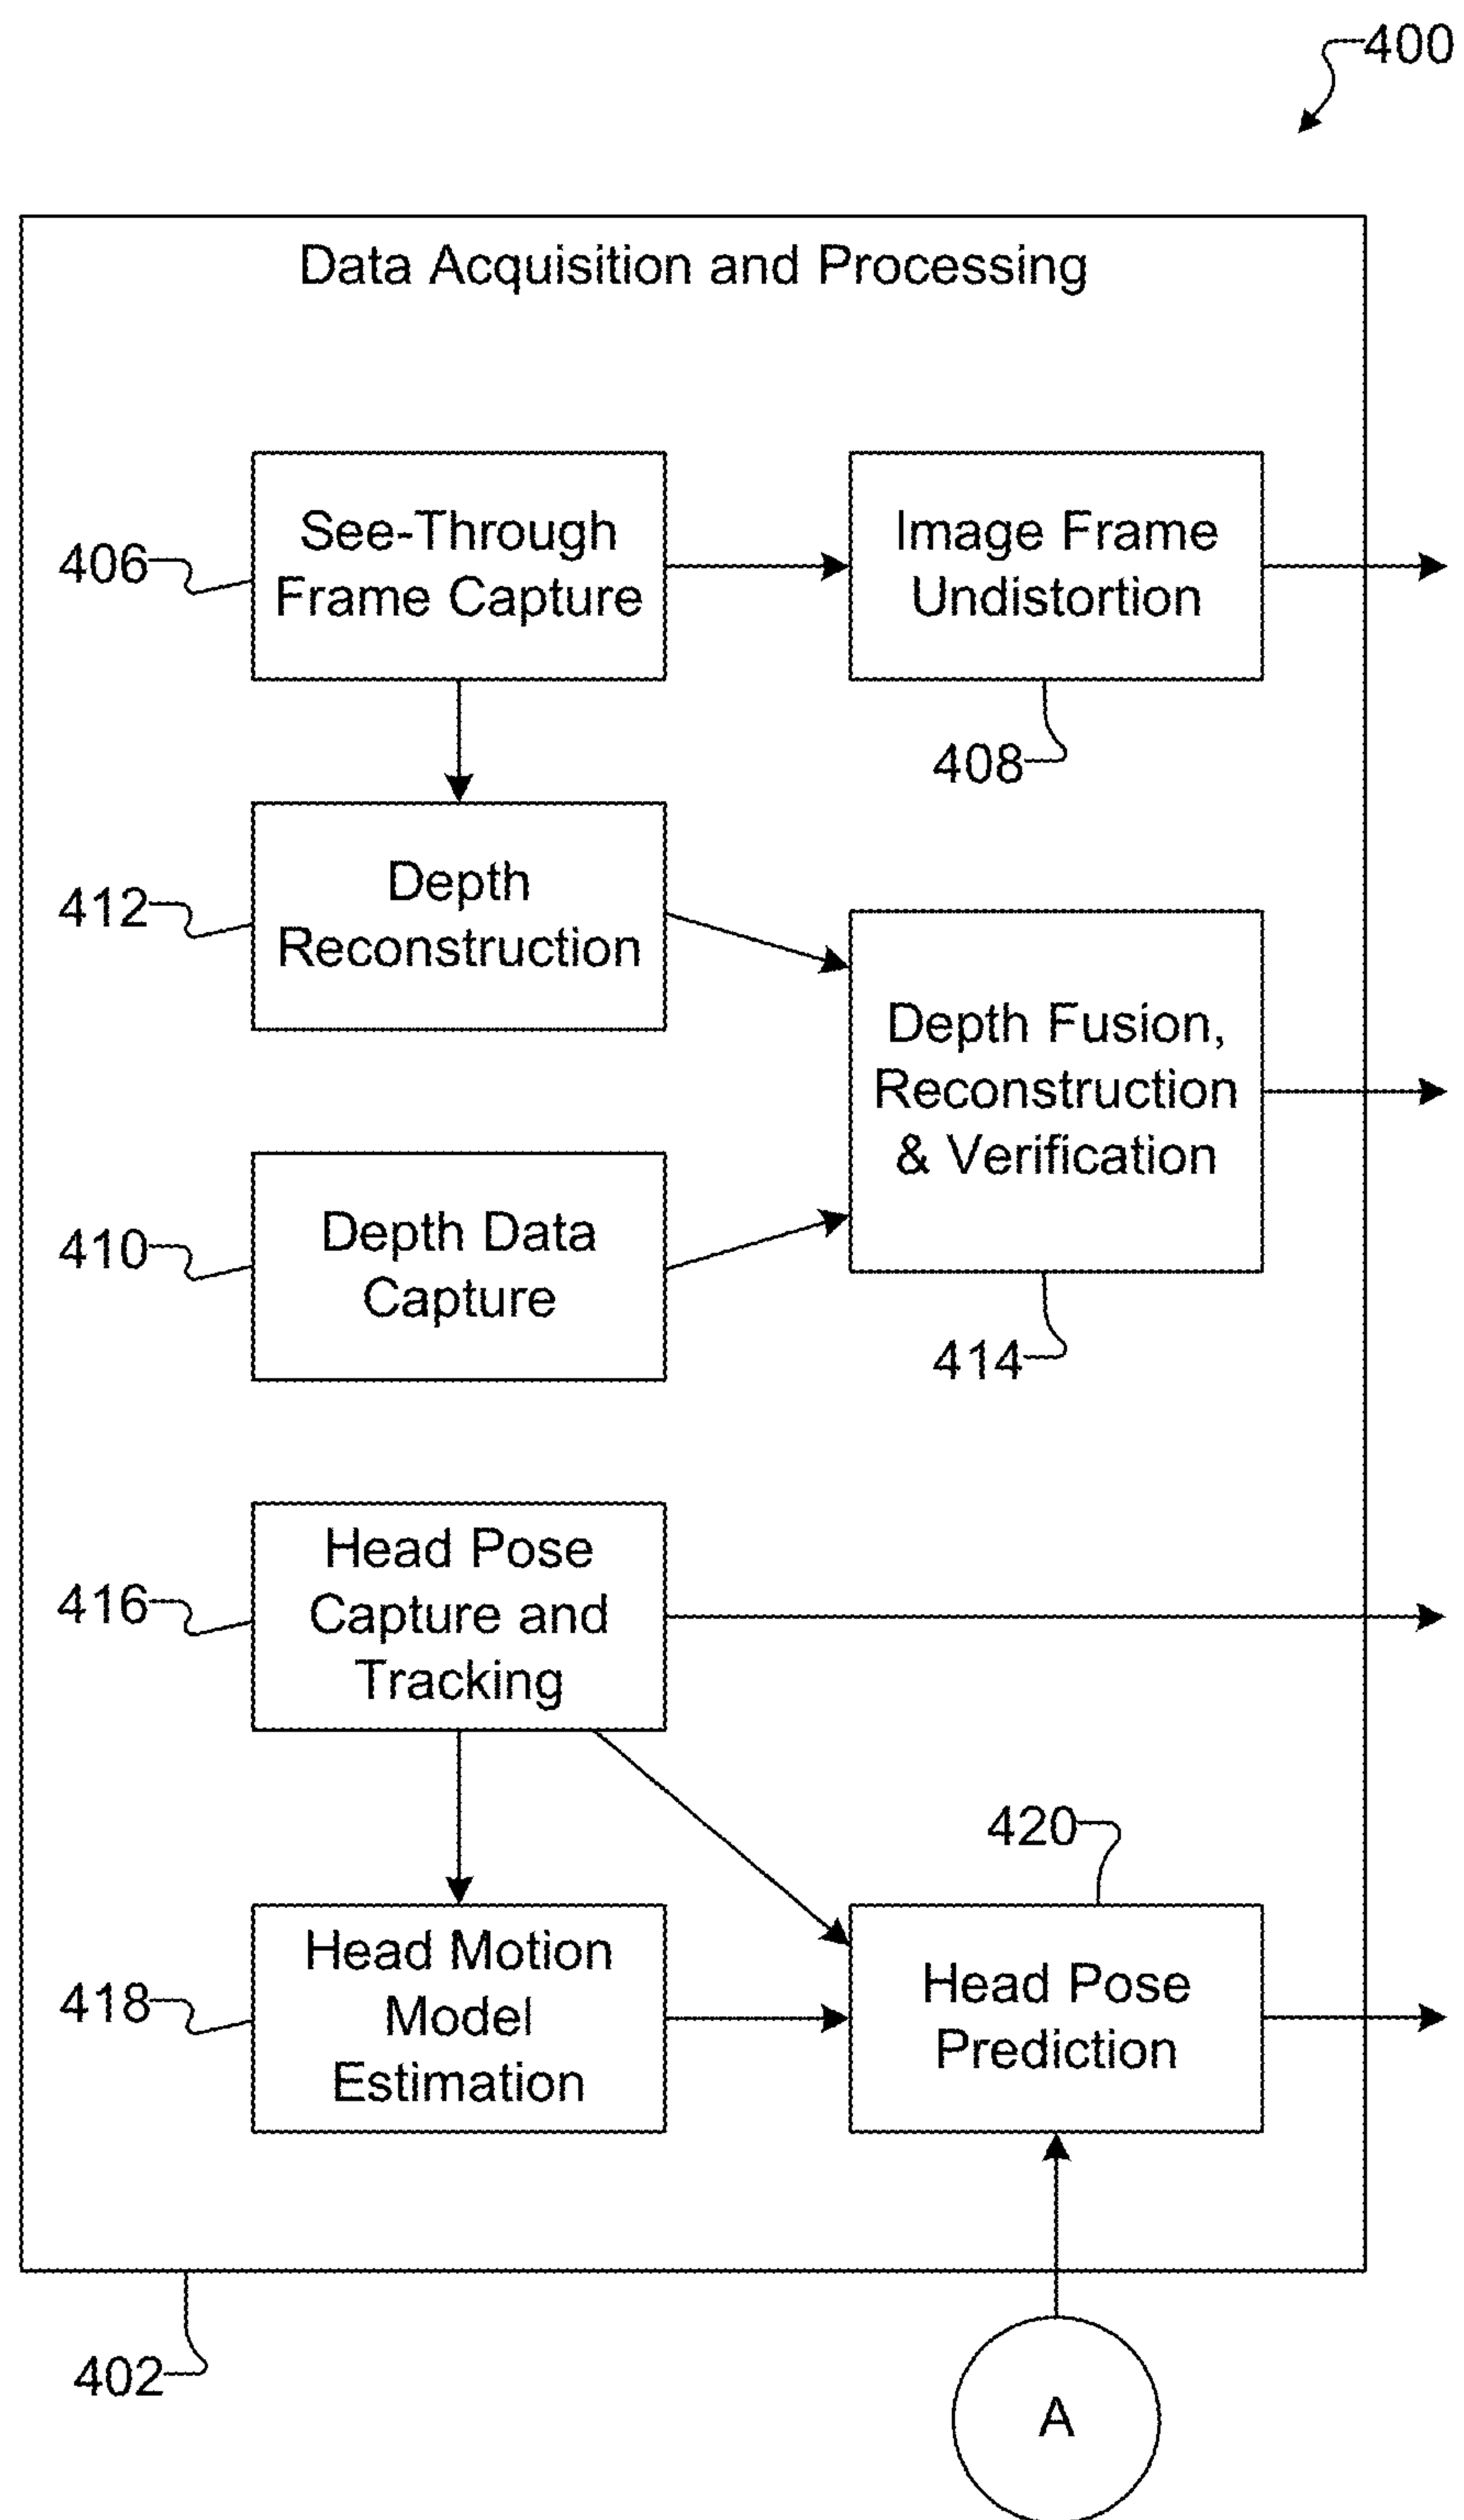 400
Data Acquisition and Processing
406
See-Through
Frame Capture
Image Frame
Undistortion
408
412
Depth
Reconstruction
Depth Fusion,
Reconstruction
& Verification
410
Depth Data
Capture
414
416
Head Pose
Capture and
Tracking
420
418
Head Motion
Model
Estimation
Head Pose
Prediction
402
A